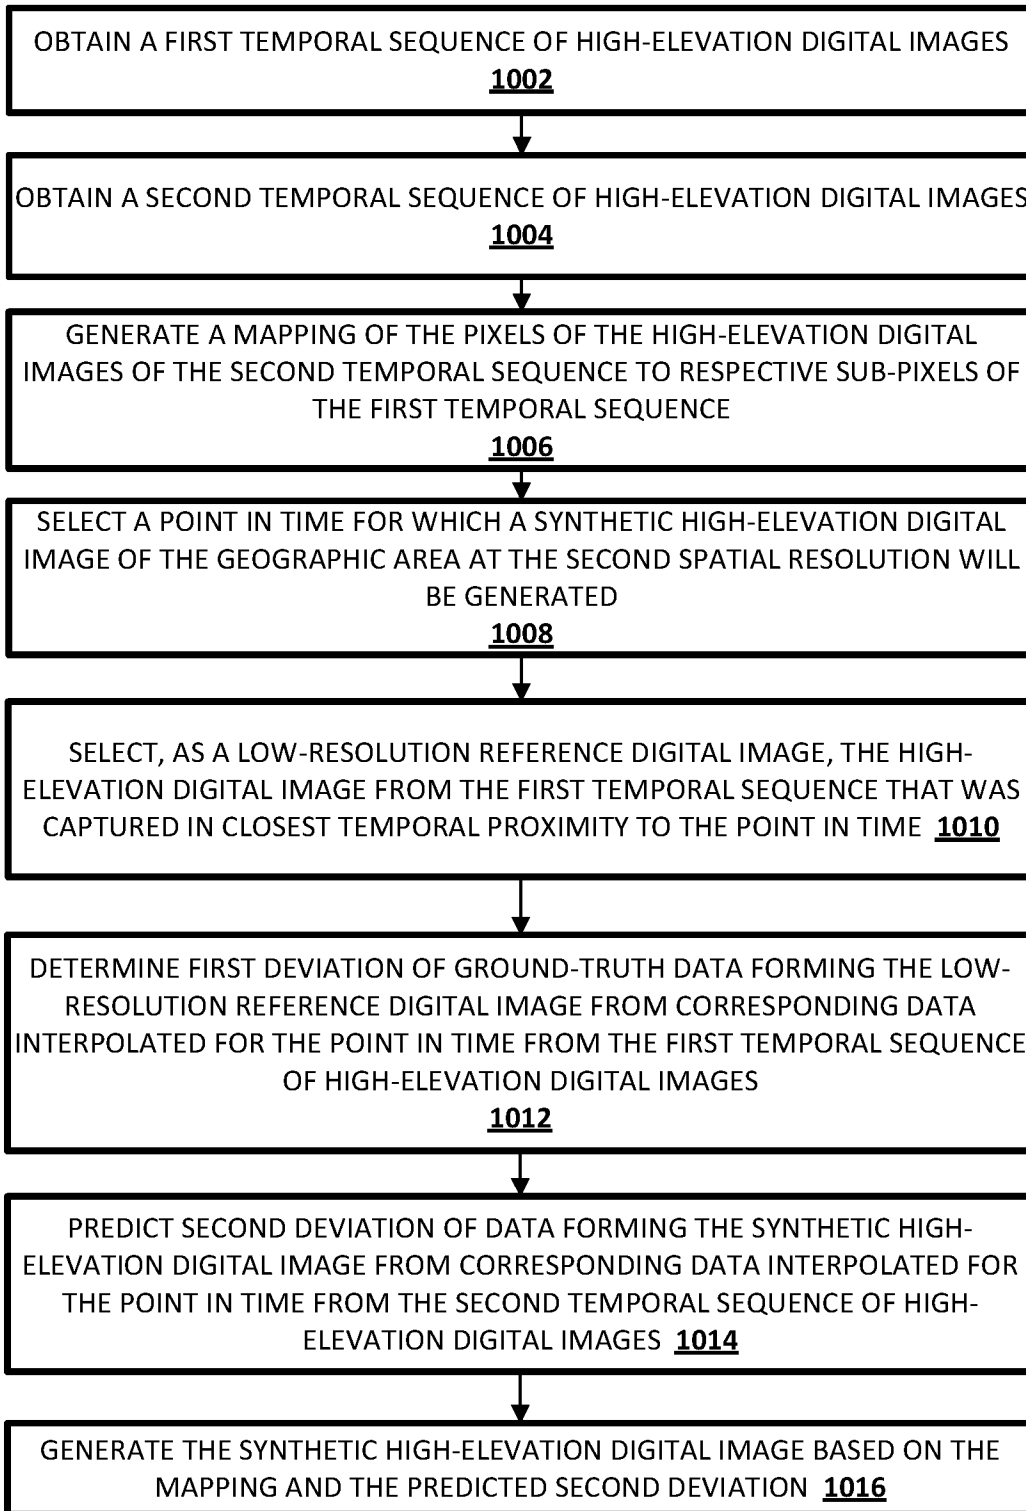 OBTAIN A FIRST TEMPORAL SEQUENCE OF HIGH-ELEVATION DIGITAL IMAGES
1002
OBTAIN A SECOND TEMPORAL SEQUENCE OF HIGH-ELEVATION DIGITAL IMAGES
1004
GENERATE A MAPPING OF THE PIXELS OF THE HIGH-ELEVATION DIGITAL
IMAGES OF THE SECOND TEMPORAL SEQUENCE TO RESPECTIVE SUB-PIXELS OF
THE FIRST TEMPORAL SEQUENCE
1006
SELECT A POINT IN TIME FOR WHICH A SYNTHETIC HIGH-ELEVATION DIGITAL
IMAGE OF THE GEOGRAPHIC AREA AT THE SECOND SPATIAL RESOLUTION WILL
BE GENERATED
1008
SELECT, AS A LOW-RESOLUTION REFERENCE DIGITAL IMAGE, THE HIGH-
ELEVATION DIGITAL IMAGE FROM THE FIRST TEMPORAL SEQUENCE THAT WAS
CAPTURED IN CLOSEST TEMPORAL PROXIMITY TO THE POINT IN TIME 1010
DETERMINE FIRST DEVIATION OF GROUND-TRUTH DATA FORMING THE LOW-
RESOLUTION REFERENCE DIGITAL IMAGE FROM CORRESPONDING DATA
INTERPOLATED FOR THE POINT IN TIME FROM THE FIRST TEMPORAL SEQUENCE
OF HIGH-ELEVATION DIGITAL IMAGES
1012
PREDICT SECOND DEVIATION OF DATA FORMING THE SYNTHETIC HIGH-
ELEVATION DIGITAL IMAGE FROM CORRESPONDING DATA INTERPOLATED FOR
THE POINT IN TIME FROM THE SECOND TEMPORAL SEQUENCE OF HIGH-
ELEVATION DIGITAL IMAGES 1014
GENERATE THE SYNTHETIC HIGH-ELEVATION DIGITAL IMAGE BASED ON THE
MAPPING AND THE PREDICTED SECOND DEVIATION 1016